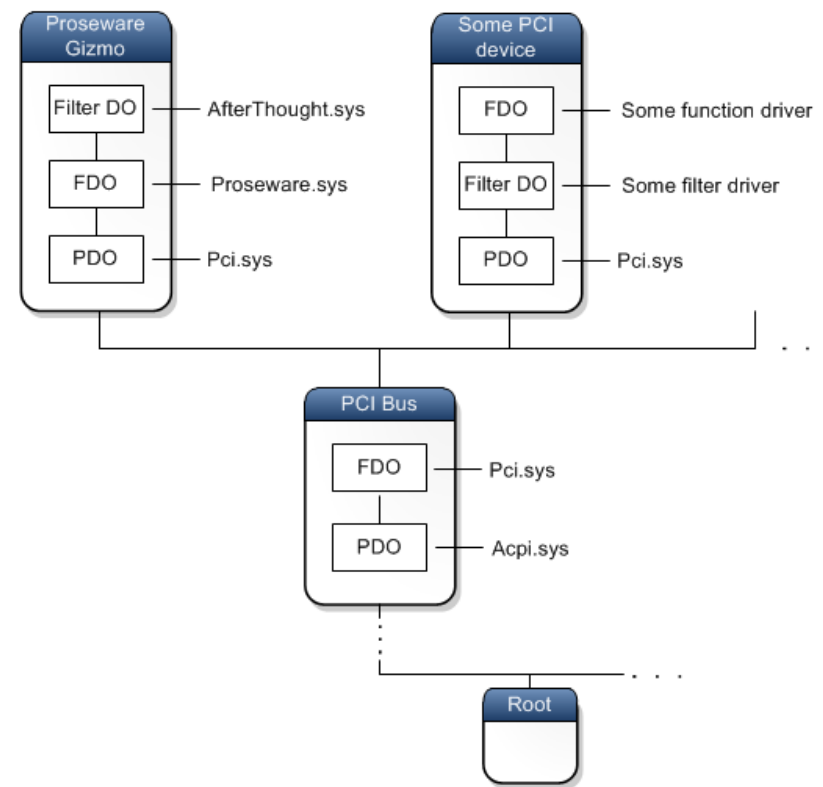 Proseware
Gizmo
Filter DO
AfterThought.sys
FDO
Proseware.sys
PDO
Pci.sys
Some PCI
device
FDO
Some function driver
Filter DO
Some filter driver
PDO
Pci.sys
. .
PCI Bus
FDO
Pci.sys
PDO
Acpi.sys
. . .
Root